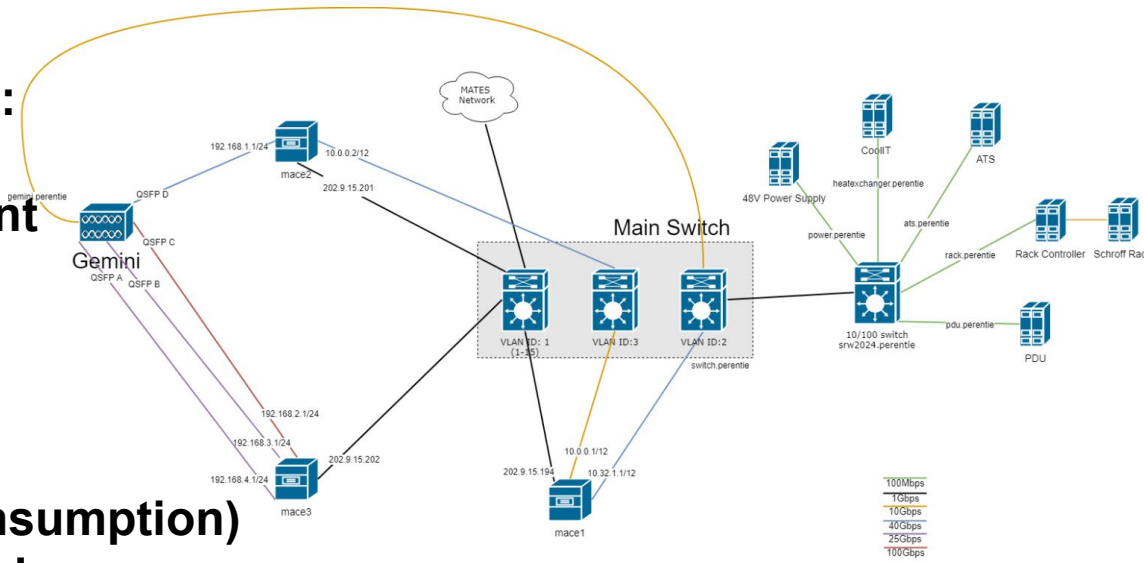 :
nt
nsumption)
MATES
Network
192.168.1.1/24
10.0.0.2/12
mace2
202.9.15.201
gemini.perentie
QSFP D
QSFP C
Gemini
QSFP A
QSFP B
192.168.2.1/24
192.168.3.1/24
192.168.4.1/24
202.9.15.202
mace3
Main Switch
VLAN ID: 1
(1-15)
VLAN ID:3
VLAN ID:2
switch.perentie
10.0.0.1/12
202.9.15.194
10.32.1.1/12
mace1
CoolIT
ATS
48V Power Supply
heatexchanger.perentie
ats.perentie
power.perentie
rack.perentie
Rack Controller
Schroff Rac
pdu.perentie
10/100 switch
srw2024.perentie
PDU
100Mbps
1Gbps
10Gbps
40Gbps
25Gbps
100Gbps